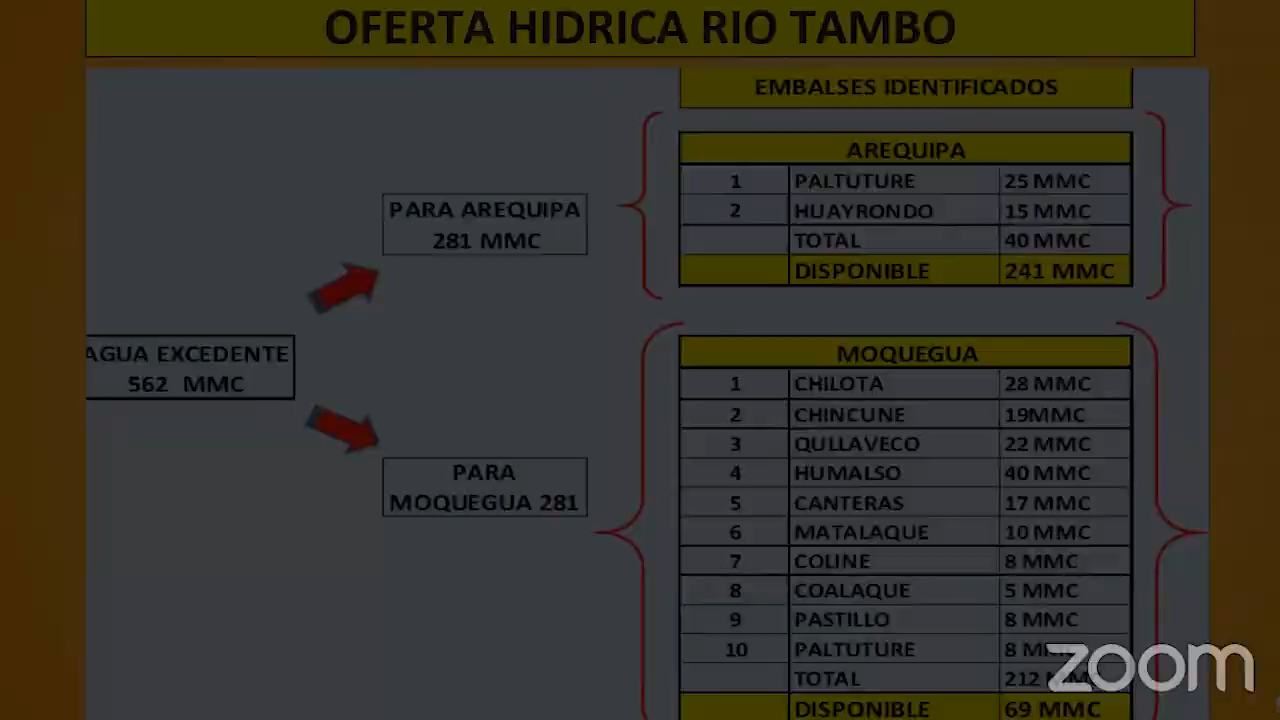 OFERTA HIDRICA RIO TAMBO
EMBALSES IDENTIFICADOS
AREQUIPA
1 PALTUTURE 25 MMC
2 HUAYRONDO 15 MMC
TOTAL 40 MMC
DISPONIBLE 241 MMC
PARA AREQUIPA
281 MMC
AGUA EXCEDENTE
562 MMC
PARA
MOQUEGUA 281
MOQUEGUA
1 CHILOTA 28 MMC
2 CHINCUNE 19MMC
3 QULLAVECO 22 MMC
4 HUMALSO 40 MMC
5 CANTERAS 17 MMC
6 MATALAQUE 10 MMC
7 COLINE 8 MMC
8 COALAQUE 5 MMC
9 PASTILLO 8 MMC
10 PALTUTURE 8 MMC
TOTAL 212 MMC
DISPONIBLE 69 MMC
zoom